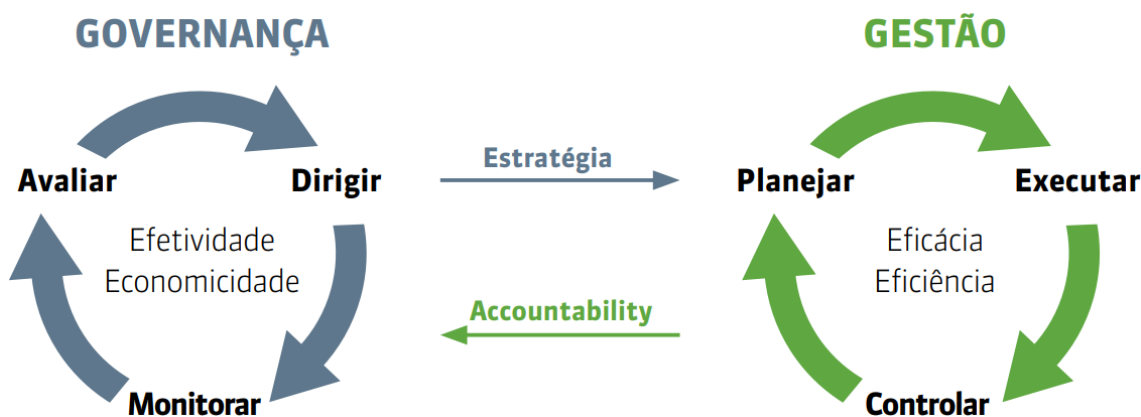 GOVERNANÇA
Avaliar
Dirigir
Efetividade
Economicidade
Monitorar
Estratégia
Accountability
GESTÃO
Planejar
Executar
Eficácia
Eficiência
Controlar